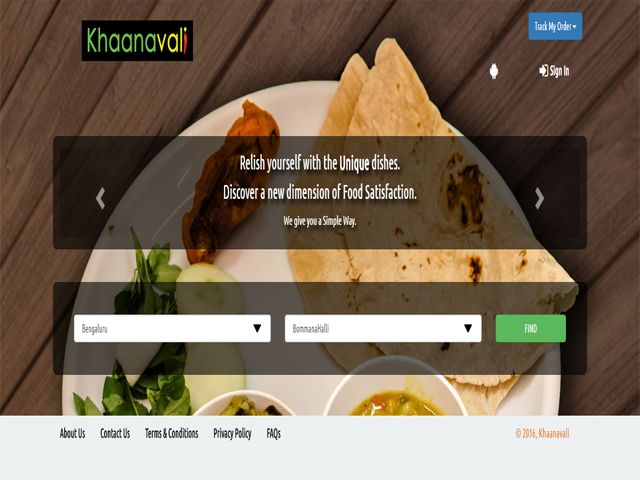 Khaanavali
Track My Order
Sign In
Relish yourself with the Unique dishes.
Discover a new dimension of Food Satisfaction.
We give you a Simple Way.
Bengaluru
BommanaHalli
FIND
About Us
Contact Us
Terms & Conditions
Privacy Policy
FAQs
© 2016, Khaanavali